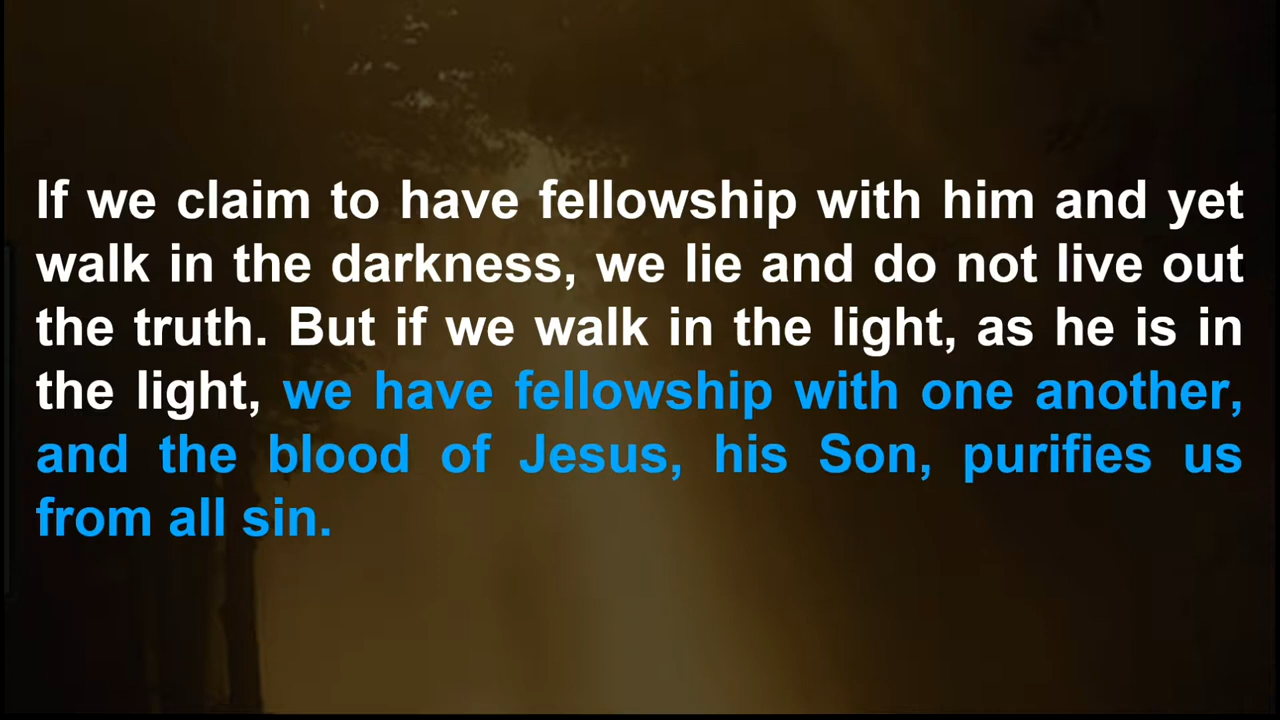 If we claim to have fellowship with him and yet
walk in the darkness, we lie and do not live out
the truth. But if we walk in the light, as he is in
the light, we have fellowship with one another,
and the blood of Jesus, his Son, purifies us
from all sin.